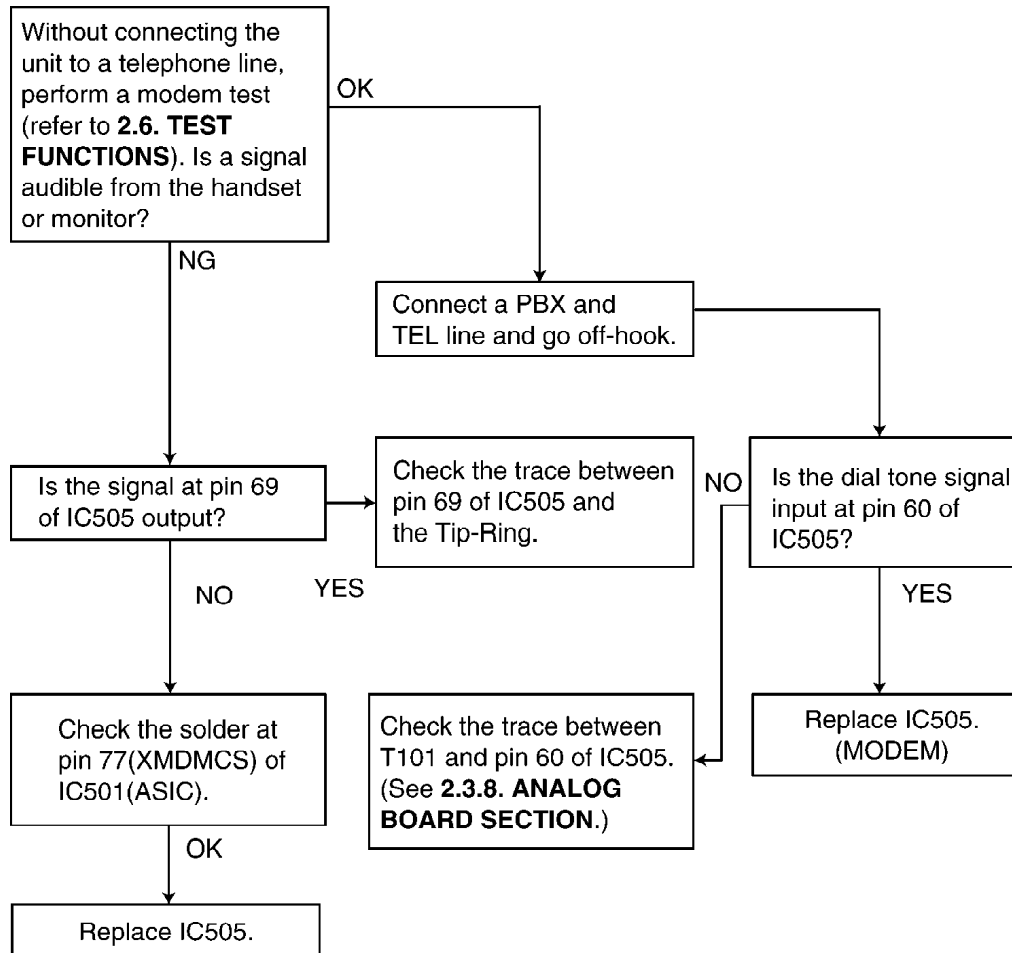 Without connecting the
unit to a telephone line,
perform a modem test
(refer to 2.6. TEST
FUNCTIONS). Is a signal
audible from the handset
or monitor?
OK
NG
Connect a PBX and
TEL line and go off-hook.
Is the signal at pin 69
of IC505 output?
YES
Check the trace between
pin 69 of IC505 and
the Tip-Ring.
NO
Is the dial tone signal
input at pin 60 of
IC505?
NO
YES
Check the solder at
pin 77(XMDMCS) of
IC501(ASIC).
OK
Check the trace between
T101 and pin 60 of IC505.
(See 2.3.8. ANALOG
BOARD SECTION.)
Replace IC505.
(MODEM)
Replace IC505.